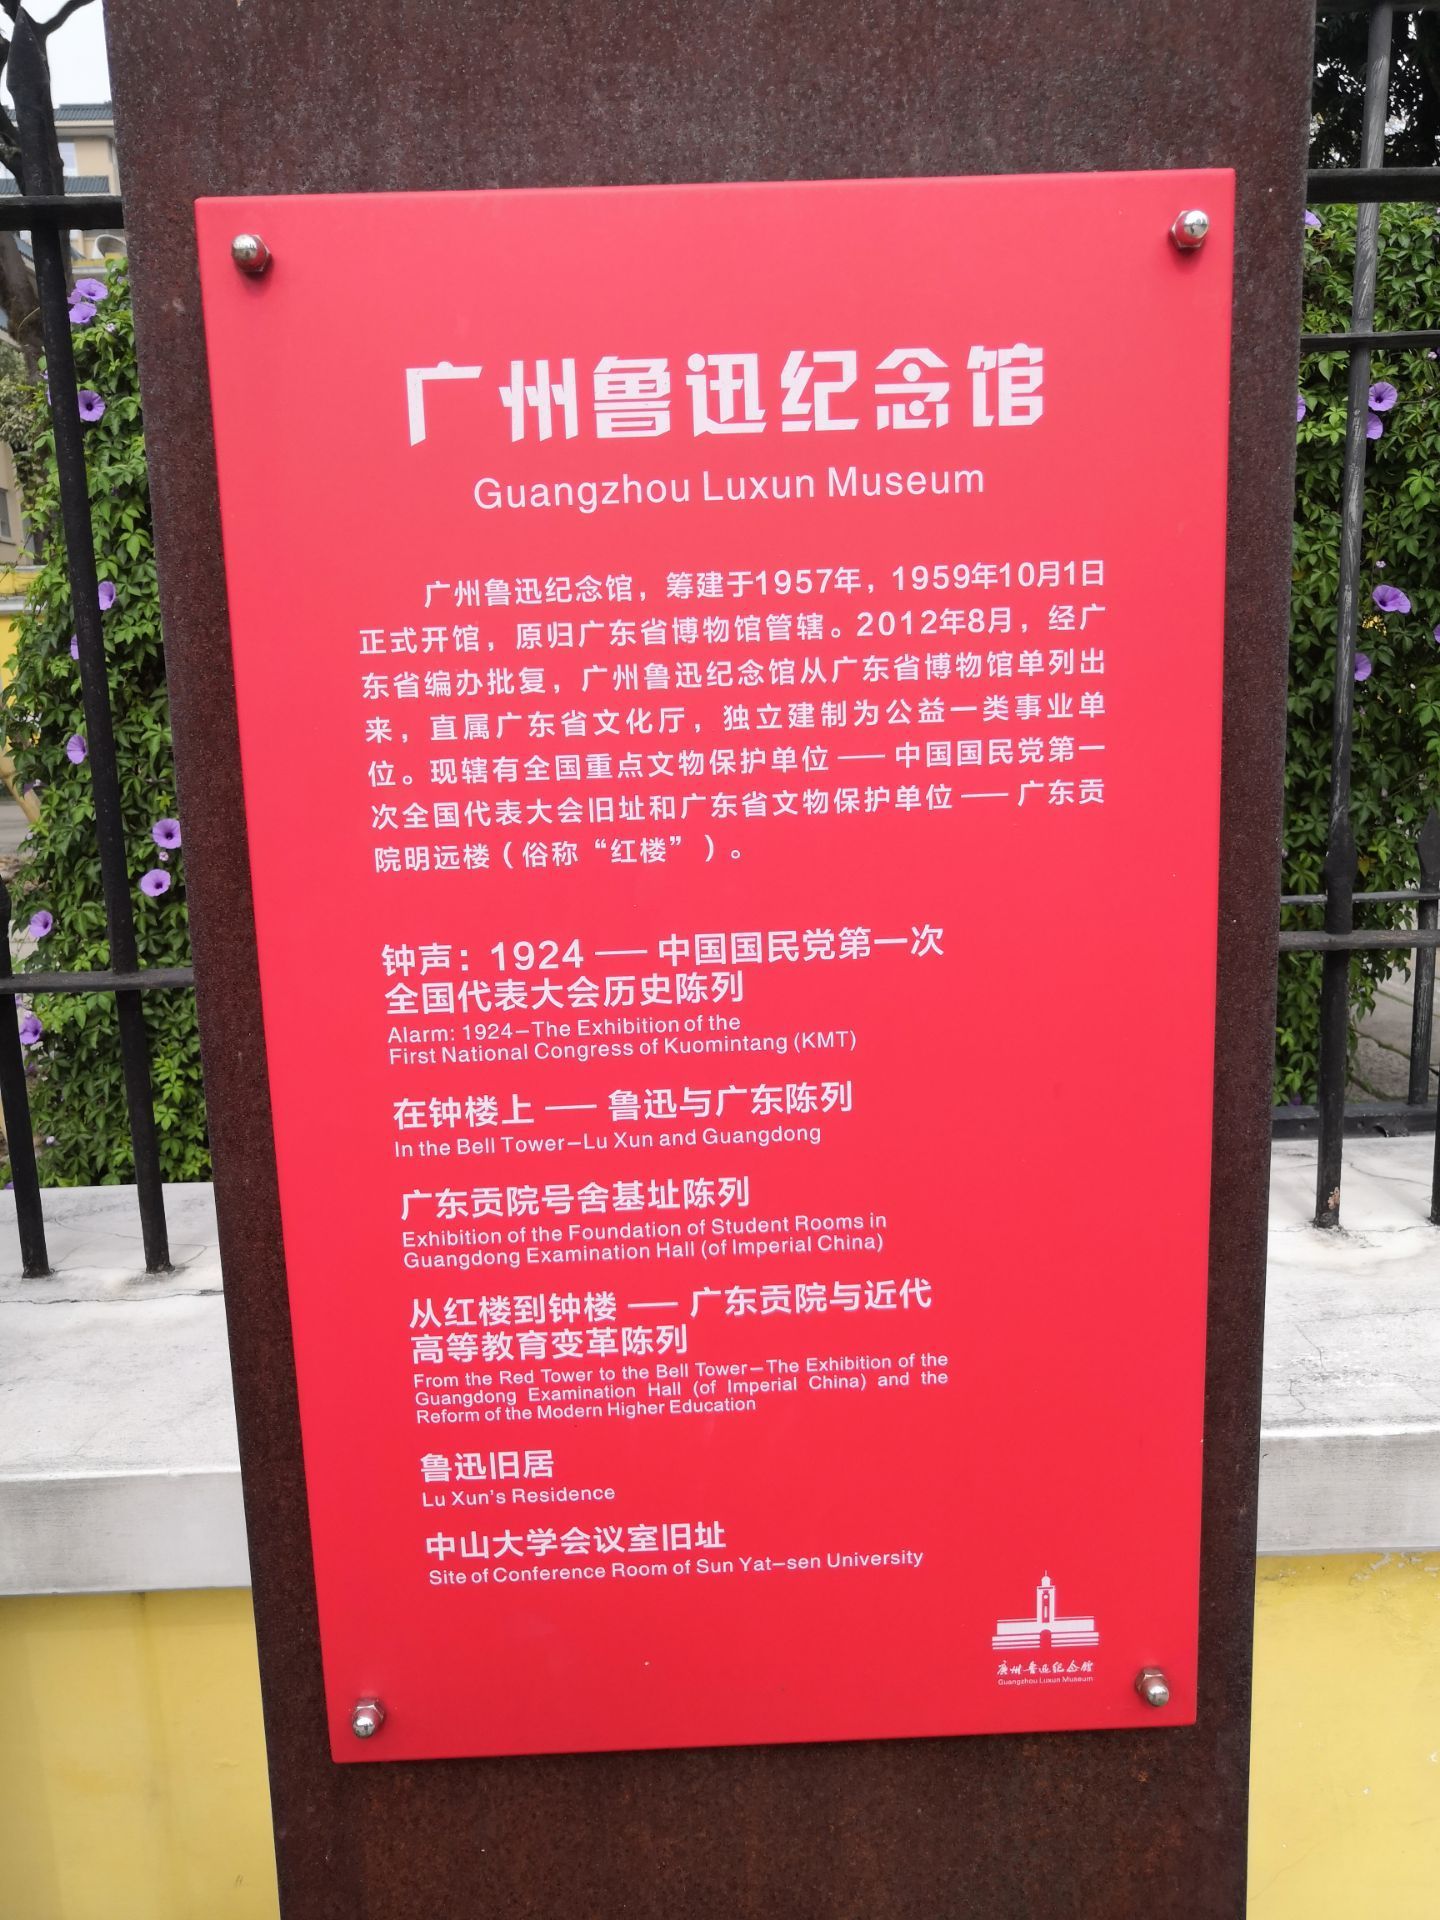 广州鲁迅纪念馆
Guangzhou Luxun Museum
广州鲁迅纪念馆，筹建于1957年，1959年10月1日
正式开馆，原归广东省博物馆管辖。2012年8月，经广
东省编办批复，广州鲁迅纪念馆从广东省博物馆单列出
来，直属广东省文化厅，独立建制为公益一类事业单
位。现辖有全国重点文物保护单位——中国国民党第一
次全国代表大会旧址和广东省文物保护单位——广东贡
院明远楼（俗称“红楼”）。
钟声：1924——中国国民党第一次
全国代表大会历史陈列
Alarm: 1924–The Exhibition of the
First National Congress of Kuomintang (KMT)
在钟楼上——鲁迅与广东陈列
In the Bell Tower–Lu Xun and Guangdong
广东贡院号舍基址陈列
Exhibition of the Foundation of Student Rooms in
Guangdong Examination Hall (of Imperial China)
从红楼到钟楼——广东贡院与近代
高等教育变革陈列
From the Red Tower to the Bell Tower–The Exhibition of the
Guangdong Examination Hall (of Imperial China) and the
Reform of the Modern Higher Education
鲁迅旧居
Lu Xun's Residence
中山大学会议室旧址
Site of Conference Room of Sun Yat–sen University
廣州鲁迅纪念館
Guangzhou Luxun Museum